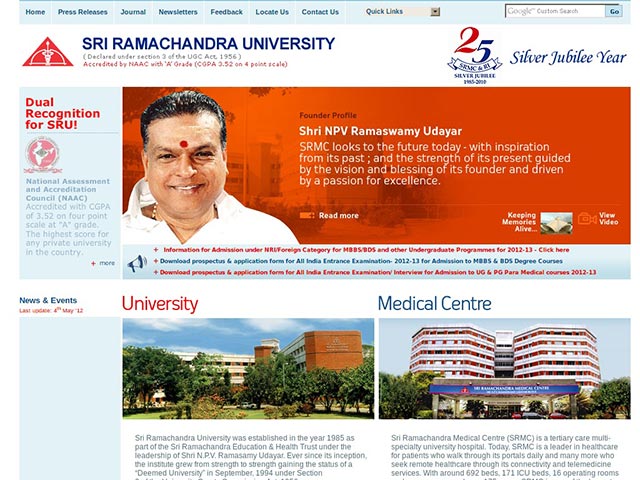 Home
Press Releases
Journal
Newsletters
Feedback
Locate Us
Contact Us
Quick Links
Google™ Custom Search
Go
SRI RAMACHANDRA UNIVERSITY
( Declared under section 3 of the UGC Act, 1956 )
Accredited by NAAC with 'A' Grade (CGPA 3.52 on 4 point scale)
25
SRMC & RI
SILVER JUBILEE
1985-2010
Silver Jubilee Year
Dual
Recognition
for SRU!
National Assessment
and Accreditation
Council (NAAC)
Accredited with CGPA
of 3.52 on four point
scale at "A" grade.
The highest score for
any private university
in the country.
+ more
Founder Profile
Shri NPV Ramaswamy Udayar
SRMC looks to the future today - with inspiration
from its past ; and the strength of its present guided
by the vision and blessing of its founder and driven
by a passion for excellence.
Read more
Keeping
Memories
Alive...
View
Video
+ Information for Admission under NRI/Foreign Category for MBBS/BDS and other Undergraduate Programmes for 2012-13 - Click here
+ Download prospectus & application form for All India Entrance Examination- 2012-13 for Admission to MBBS & BDS Degree Courses
+ Download prospectus & application form for All India Entrance Examination/ Interview for Admission to UG & PG Para Medical courses 2012-13
News & Events
Last update: 4th May '12
University
Medical Centre
SRI RAMACHANDRA MEDICAL CENTRE
Sri Ramachandra University was established in the year 1985 as
part of the Sri Ramachandra Education & Health Trust under the
leadership of Shri N.P.V. Ramasamy Udayar. Ever since its inception,
the institute grew from strength to strength gaining the status of a
"Deemed University" in September, 1994 under Section
Sri Ramachandra Medical Centre (SRMC) is a tertiary care multi-
specialty university hospital. Today, SRMC is a leader in healthcare
for patients who walk through its portals daily and many more who
seek remote healthcare through its connectivity and telemedicine
services. With around 692 beds, 171 ICU beds, 16 operating rooms